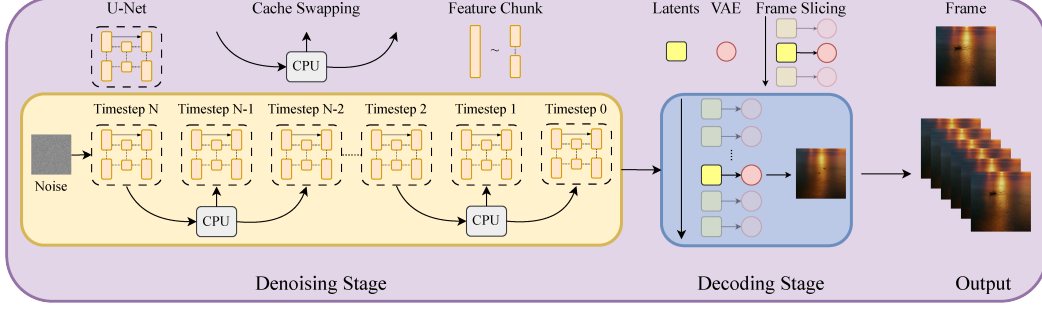 U-Net
Cache Swapping
Feature Chunk
Latents
VAE
Frame Slicing
Frame
CPU
~
Timestep N
Timestep N-1
Timestep N-2
Timestep 2
Timestep 1
Timestep 0
Noise
CPU
CPU
Denoising Stage
Decoding Stage
Output